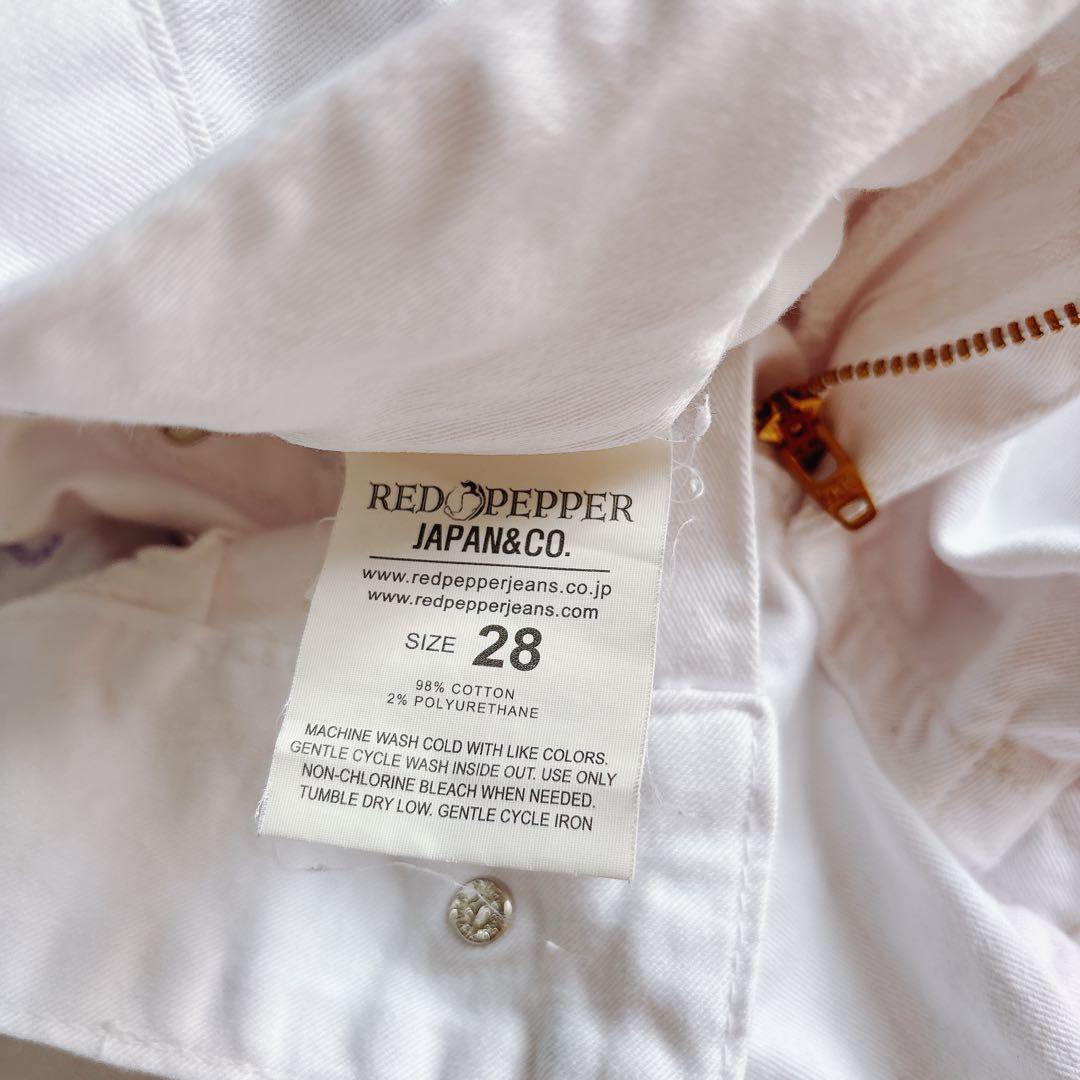 RED PEPPER
JAPAN&CO.
www.redpepperjeans.co.jp
www.redpepperjeans.com
SIZE 28
98% COTTON
2% POLYURETHANE
MACHINE WASH COLD WITH LIKE COLORS.
GENTLE CYCLE WASH INSIDE OUT. USE ONLY
NON-CHLORINE BLEACH WHEN NEEDED.
TUMBLE DRY LOW. GENTLE CYCLE IRON